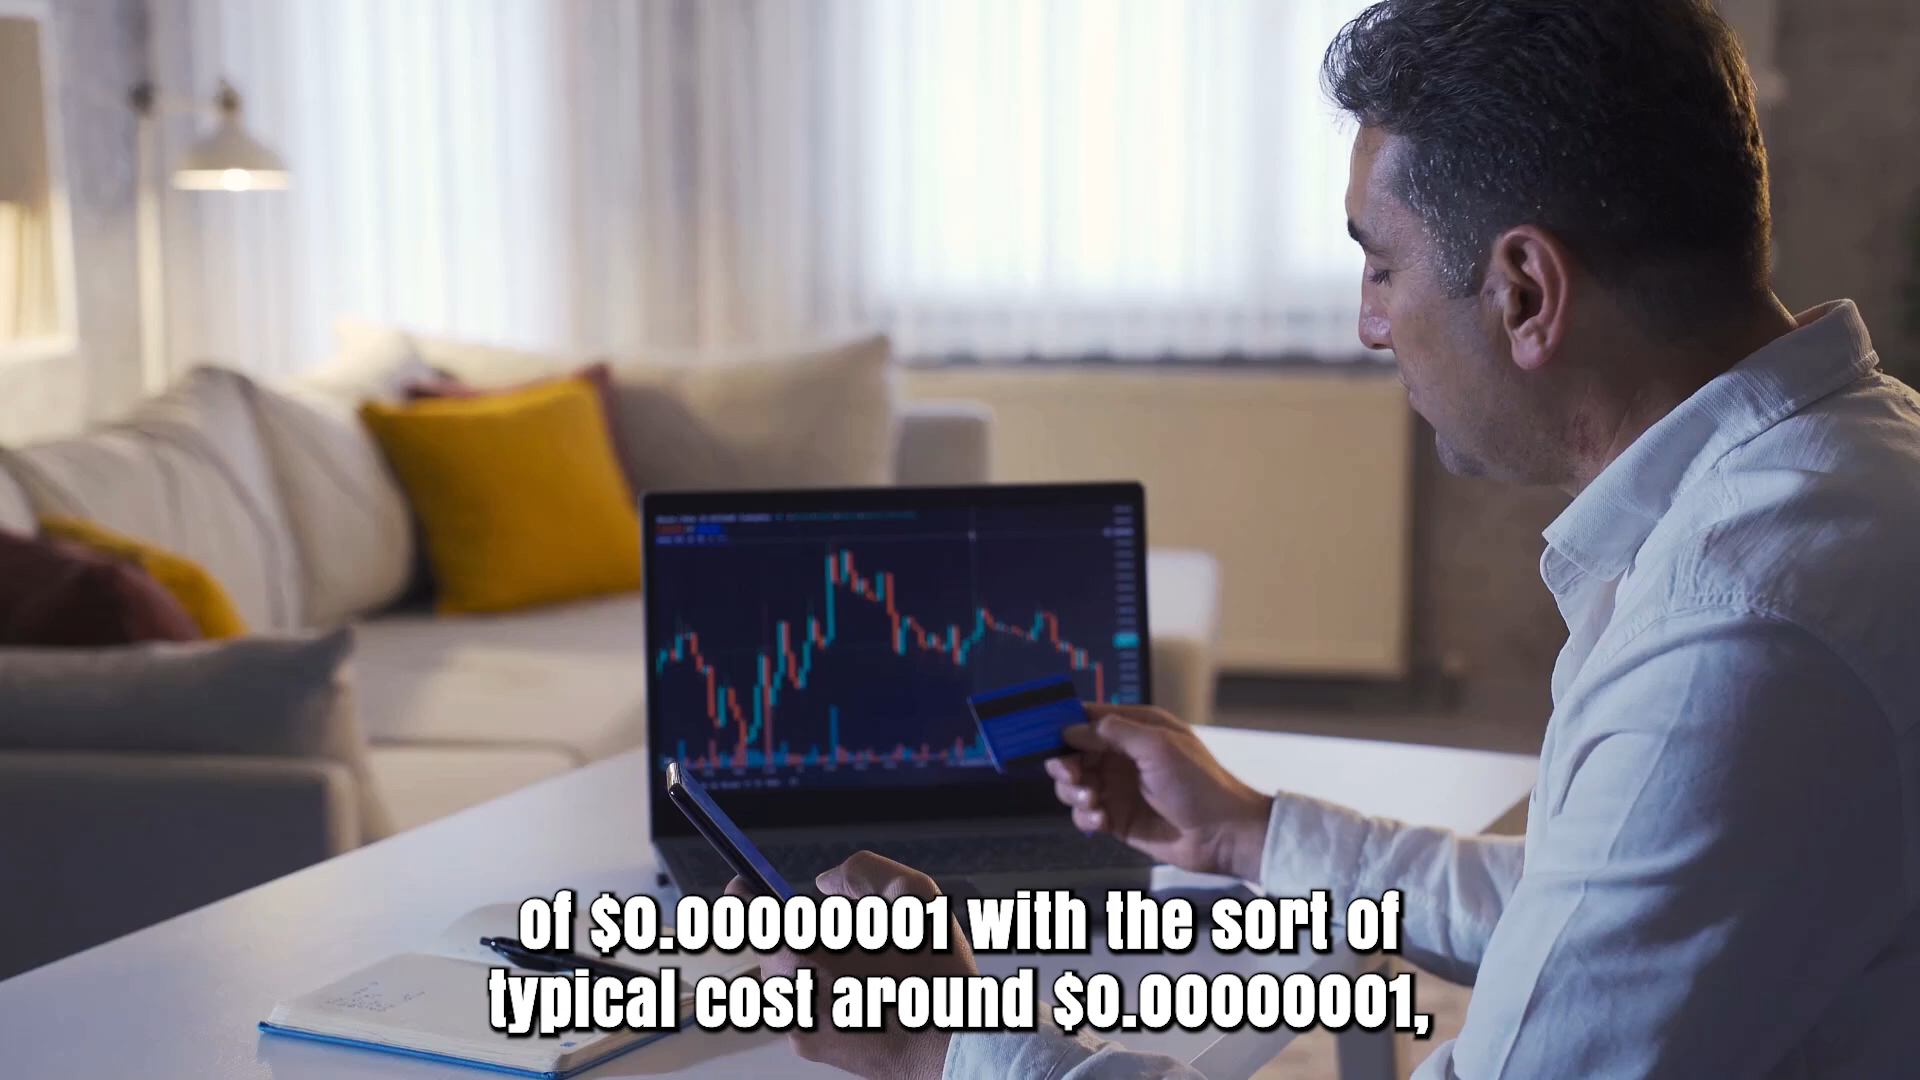 of $0.00000001 with the sort of
typical cost around $0.00000001,